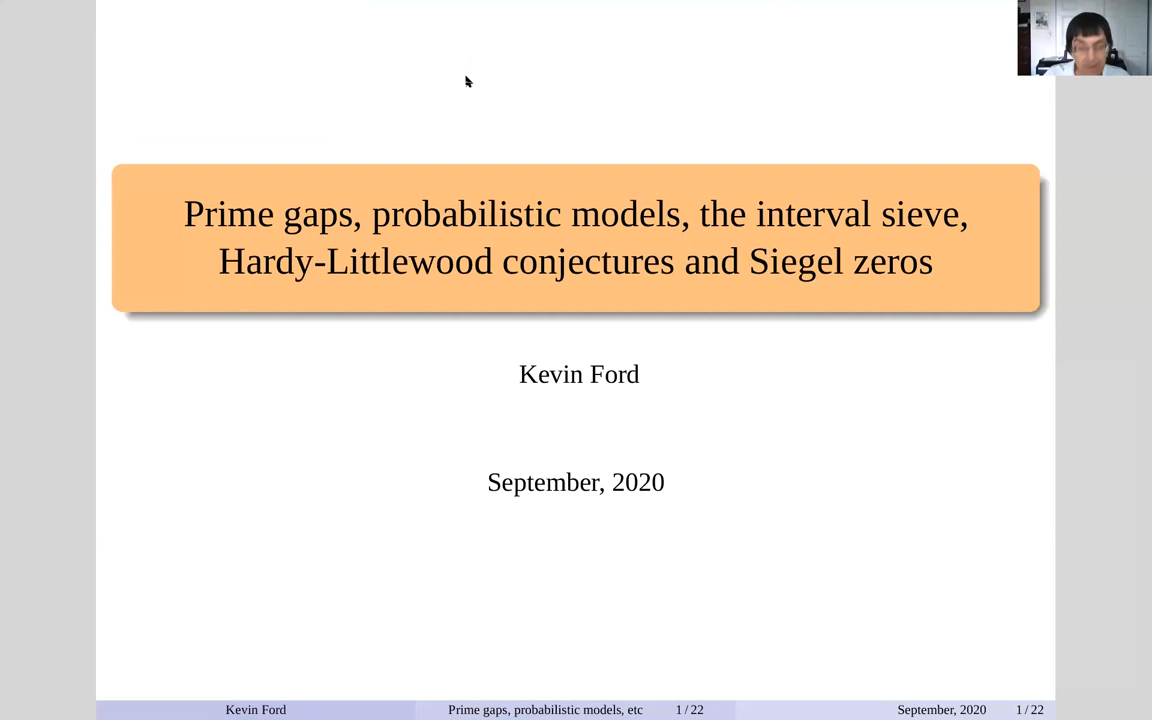 Prime gaps, probabilistic models, the interval sieve,
Hardy-Littlewood conjectures and Siegel zeros
Kevin Ford
September, 2020
Kevin Ford Prime gaps, probabilistic models, etc 1 / 22 September, 2020 1 / 22